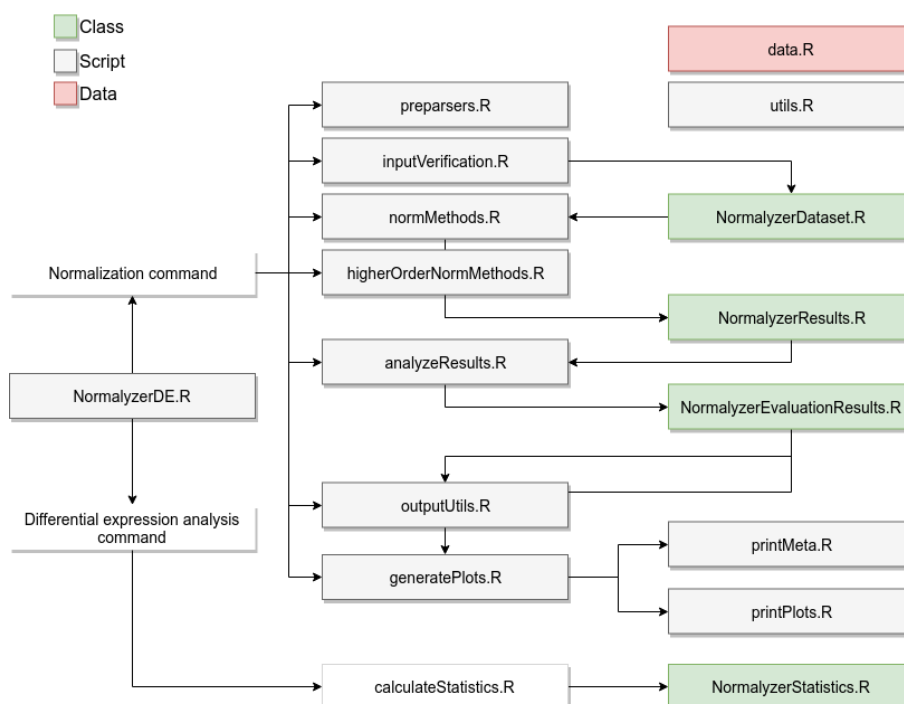 Class
Script
Data
data.R
preparsers.R
utils.R
inputVerification.R
normMethods.R
NormalyzerDataset.R
Normalization command
higherOrderNormMethods.R
NormalyzerResults.R
analyzeResults.R
NormalyzerDE.R
NormalyzerEvaluationResults.R
outputUtils.R
Differential expression analysis
command
printMeta.R
generatePlots.R
printPlots.R
calculateStatistics.R
NormalyzerStatistics.R